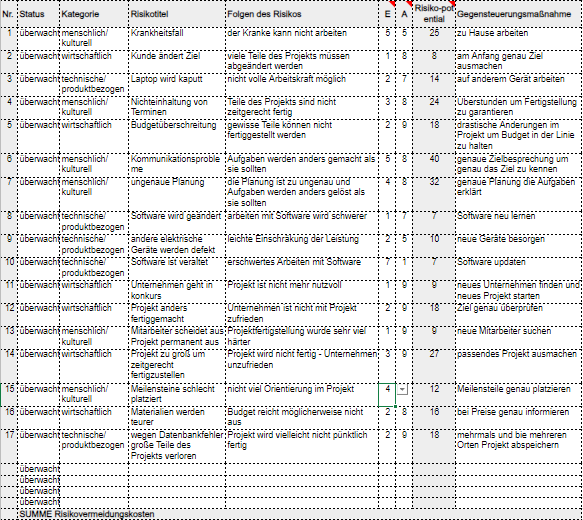 Nr. Status Kategorie Risikotitel Folgen des Risikos E A Risiko-potential Gegensteuerungsmaßnahme
1 überwacht menschlich/kulturell Krankheitsfall der Kranke kann nicht arbeiten 5 5 25 zu Hause arbeiten
2 überwacht wirtschaftlich Kunde ändert Ziel viele Teile des Projekts müssen abgeändert werden 1 8 8 am Anfang genau Ziel ausmachen
3 überwacht technische/produktbezogen Laptop wird kaputt nicht volle Arbeitskraft möglich 2 7 14 auf anderem Gerät arbeiten
4 überwacht menschlich/kulturell Nichteinhaltung von Terminen Teile des Projekts sind nicht zeitgerecht fertig 3 8 24 Überstunden um Fertigstellung zu garantieren
5 überwacht wirtschaftlich Budgetüberschreitung gewisse Teile können nicht fertiggestellt werden 2 9 18 drastische Änderungen im Projekt um Budget in der Linie zu halten
6 überwacht menschlich/kulturell Kommunikationsprobleme Aufgaben werden anders gemacht als sie sollten 5 8 40 genaue Zielbesprechung um genau das Ziel zu kennen
7 überwacht menschlich/kulturell ungenaue Planung die Planung ist zu ungenau und Aufgaben werden anders gelöst als sie sollten 4 8 32 genaue Planung die Aufgaben erklärt
8 überwacht technische/produktbezogen Software wird geändert arbeiten mit Software wird schwerer 1 7 7 Software neu lernen
9 überwacht technische/produktbezogen andere elektrische Geräte werden defekt leichte Einschräkung der Leistung 2 5 10 neue Geräte besorgen
10 überwacht technische/produktbezogen Software ist veraltet erschwertes Arbeiten mit Software 7 1 7 Software updaten
11 überwacht wirtschaftlich Unternehmen geht in konkurs Projekt ist nicht mehr nutzvoll 1 9 9 neues Unternehmen finden und neues Projekt starten
12 überwacht wirtschaftlich Projekt anders fertiggemacht Unternehmen ist nicht mit Projekt zufrieden 2 9 18 Ziel genau überprüfen
13 überwacht menschlich/kulturell Mitarbeiter scheidet aus Projekt permanent aus Projektfertigstellung wurde sehr viel härter 1 9 9 neue Mitarbeiter suchen
14 überwacht wirtschaftlich Projekt zu groß um zeitgerecht fertigzustellen Projekt wird nicht fertig - Unternehmen unzufrieden 3 9 27 passendes Projekt ausmachen
15 überwacht menschlich/kulturell Meilensteine schlecht platziert nicht viel Orientierung im Projekt 4 12 Meilensteile genau platzieren
16 überwacht wirtschaftlich Materialien werden teurer Budget reicht möglicherweise nicht aus 2 8 16 bei Preise genau informieren
17 überwacht technische/produktbezogen wegen Datenbankfehler große Teile des Projekts verloren Projekt wird vielleicht nicht pünktlich fertig 2 9 18 mehrmals und bie mehreren Orten Projekt abspeichern
überwacht
überwacht
überwacht
überwacht
SUMME Risikovermeidungskosten